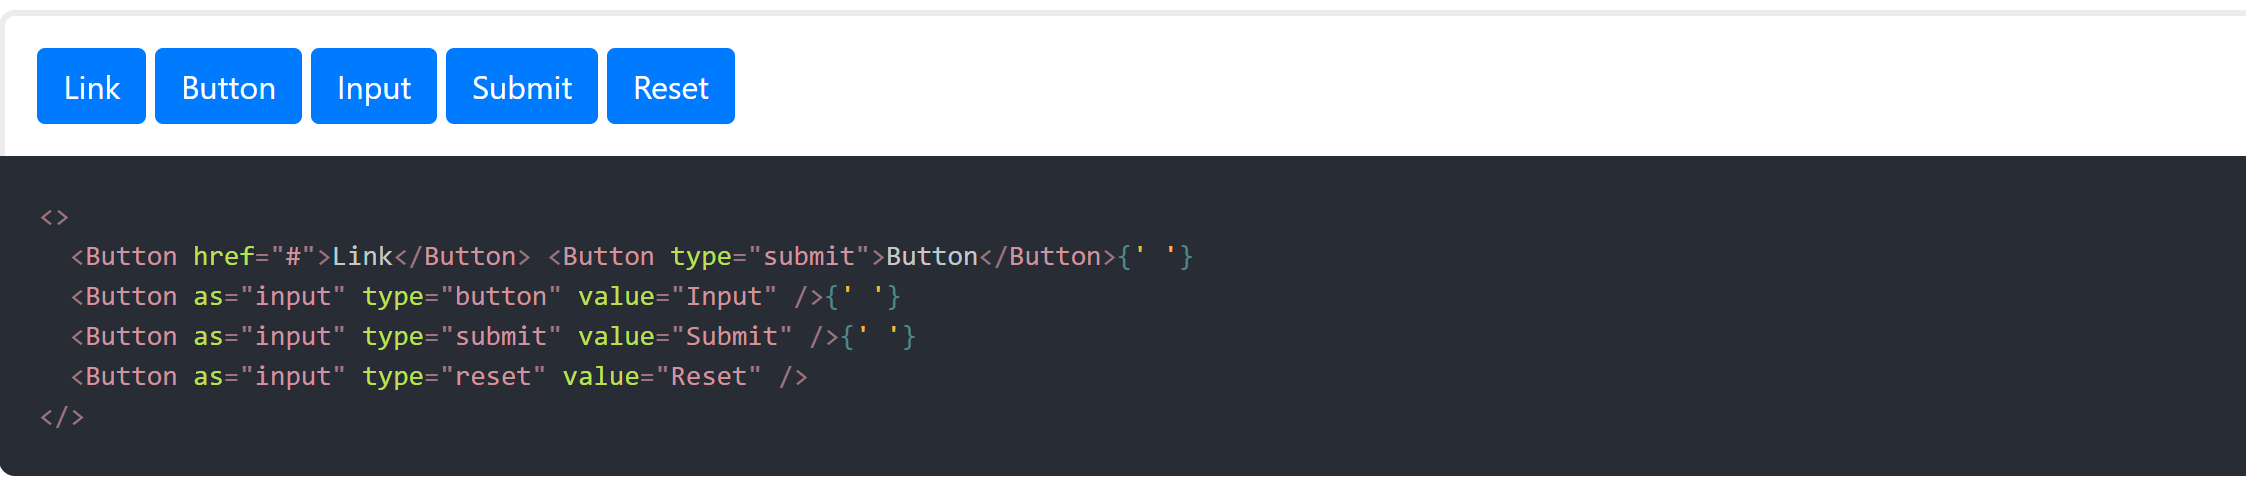 Link Button Input Submit Reset
<>
  <Button href="#">Link</Button> <Button type="submit">Button</Button>{' '}
  <Button as="input" type="button" value="Input" />{' '}
  <Button as="input" type="submit" value="Submit" />{' '}
  <Button as="input" type="reset" value="Reset" />
</>